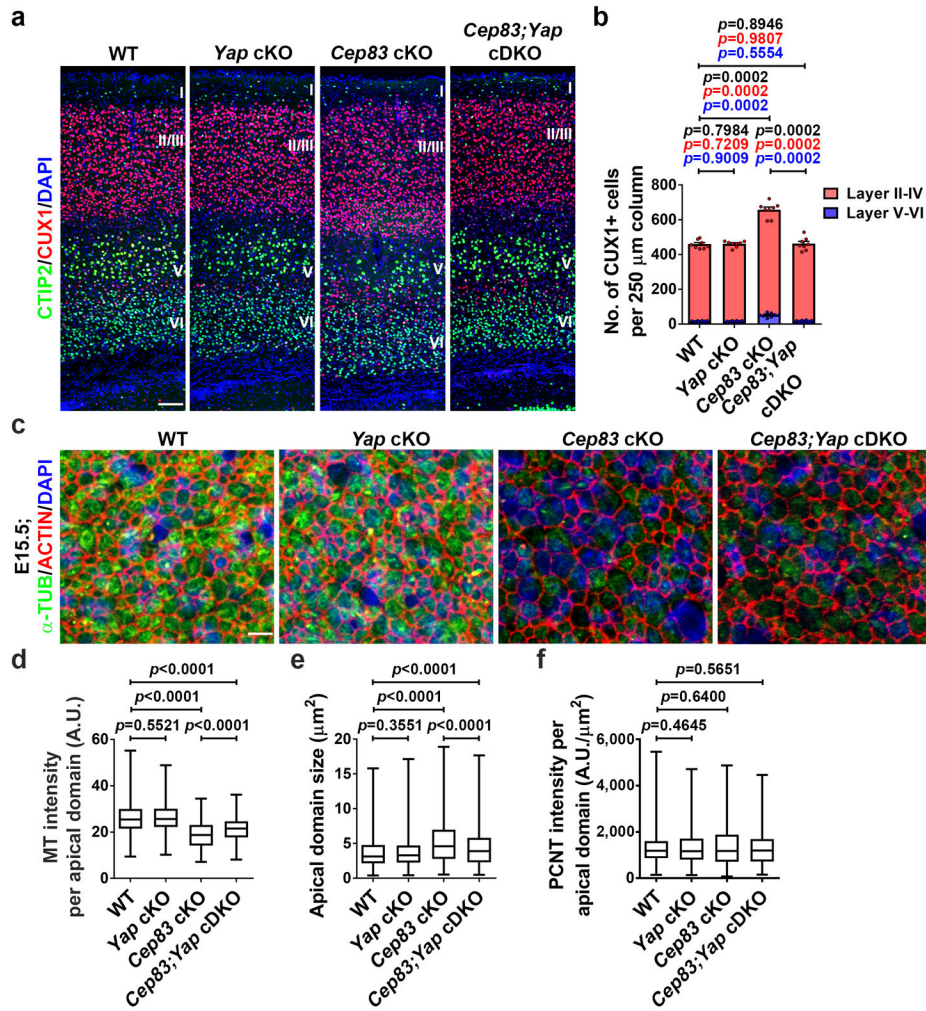 a
WT
Yap cKO
Cep83 cKO
Cep83;Yap
cDKO
CTIP2/CUX1/DAPI
I
II/III
V
VI
I
II/III
V
VI
I
II/III
V
VI
b
p=0.8946
p=0.9807
p=0.5554
p=0.0002
p=0.0002
p=0.0002
p=0.7984 p=0.0002
p=0.7209 p=0.0002
p=0.9009 p=0.0002
No. of CUX1+ cells
per 250 μm column
800
600
400
200
0
Layer II-IV
Layer V-VI
WT
Yap cKO
Cep83 cKO
Cep83;Yap
cDKO
c
WT
Yap cKO
Cep83 cKO
Cep83;Yap cDKO
E15.5;
α-TUB/ACTIN/DAPI
d
p<0.0001
p<0.0001
p=0.5521 p<0.0001
MT intensity
per apical domain (A.U.)
60
40
20
0
WT
Yap cKO
Cep83 cKO
Cep83;Yap cDKO
e
p<0.0001
p<0.0001
p=0.3551 p<0.0001
Apical domain size (μm²)
20
15
10
5
0
WT
Yap cKO
Cep83 cKO
Cep83;Yap cDKO
f
p=0.5651
p=0.6400
p=0.4645
PCNT intensity per
apical domain (A.U./μm²)
6,000
4,000
2,000
0
WT
Yap cKO
Cep83 cKO
Cep83;Yap cDKO